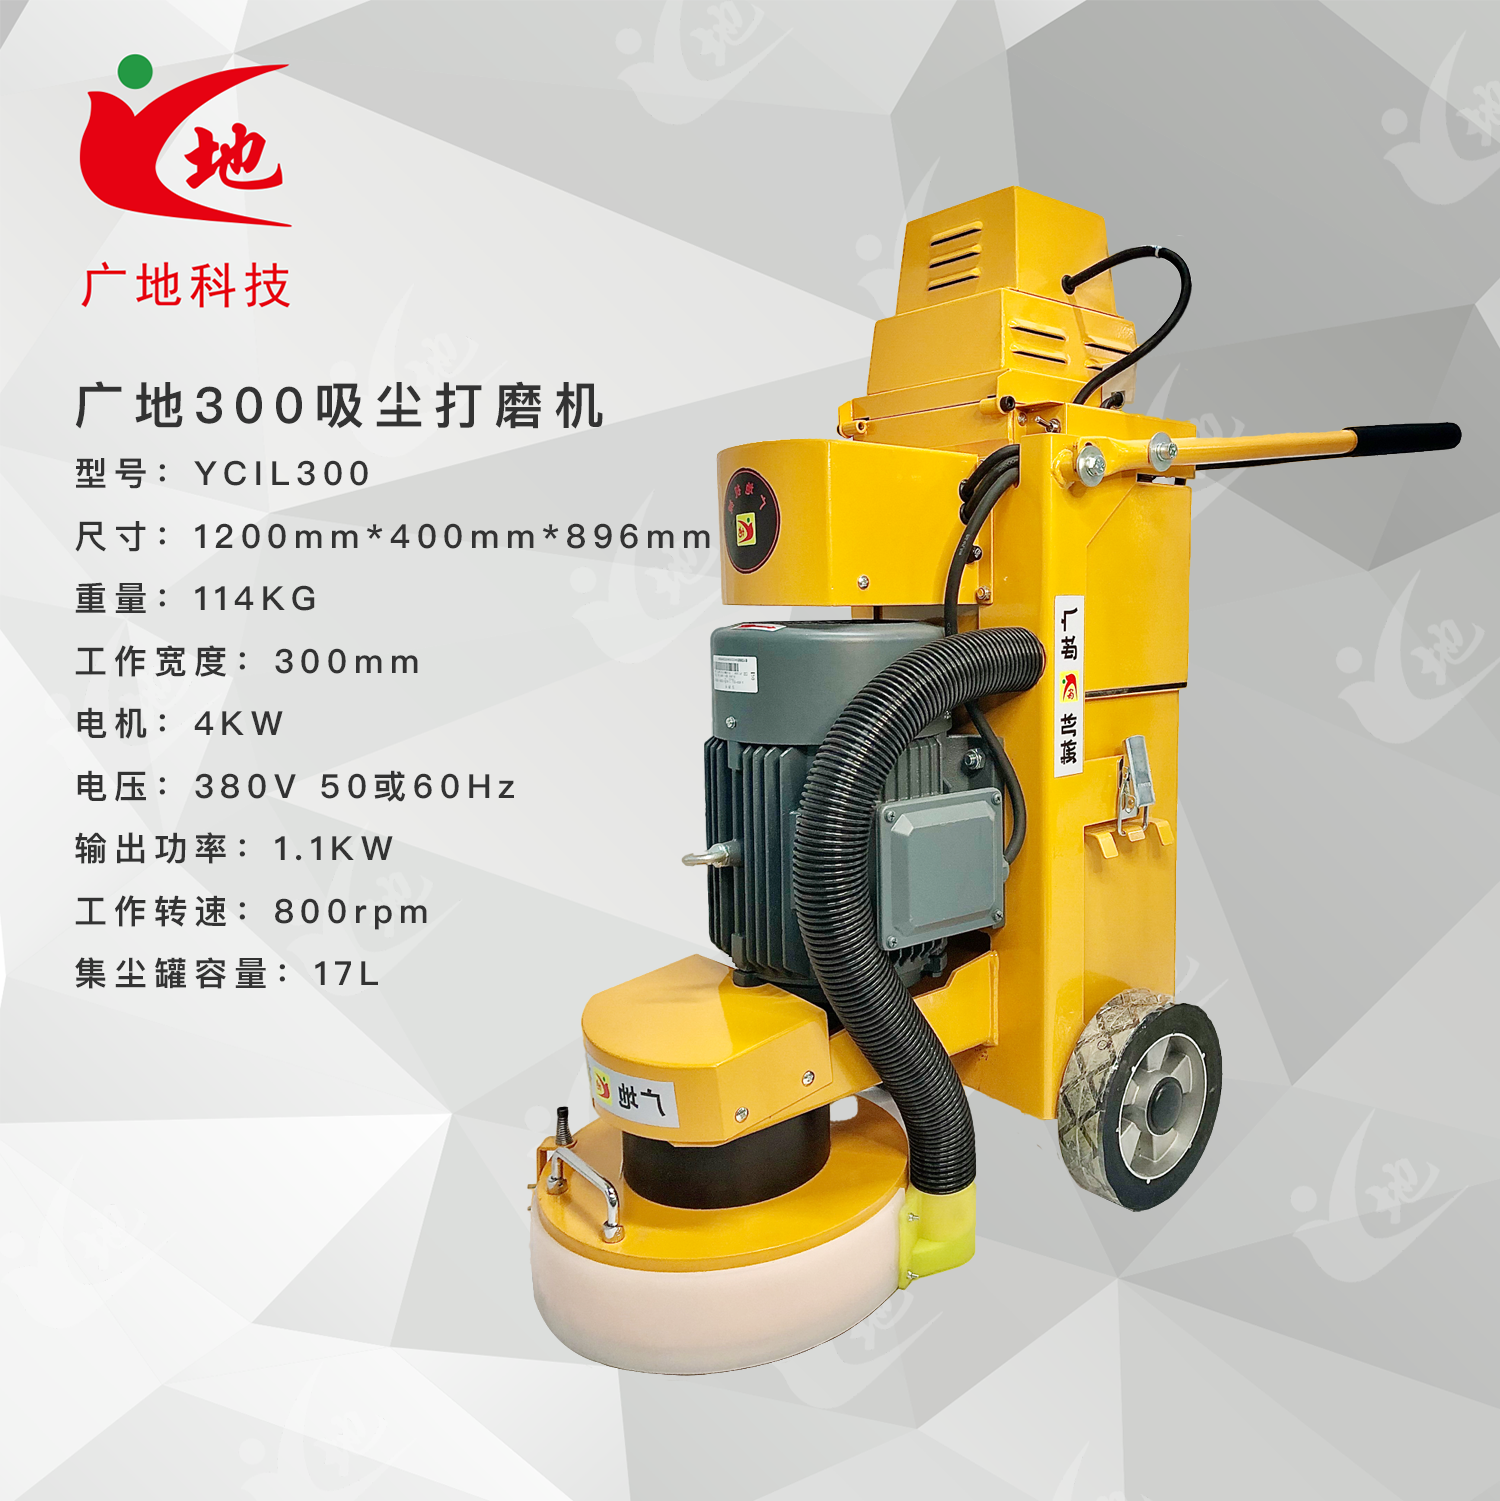 地
广地科技
广地300吸尘打磨机
型号：YCIL300
尺寸：1200mm*400mm*896mm
重量：114KG
工作宽度：300mm
电机：4KW
电压：380V 50或60Hz
输出功率：1.1KW
工作转速：800rpm
集尘罐容量：17L